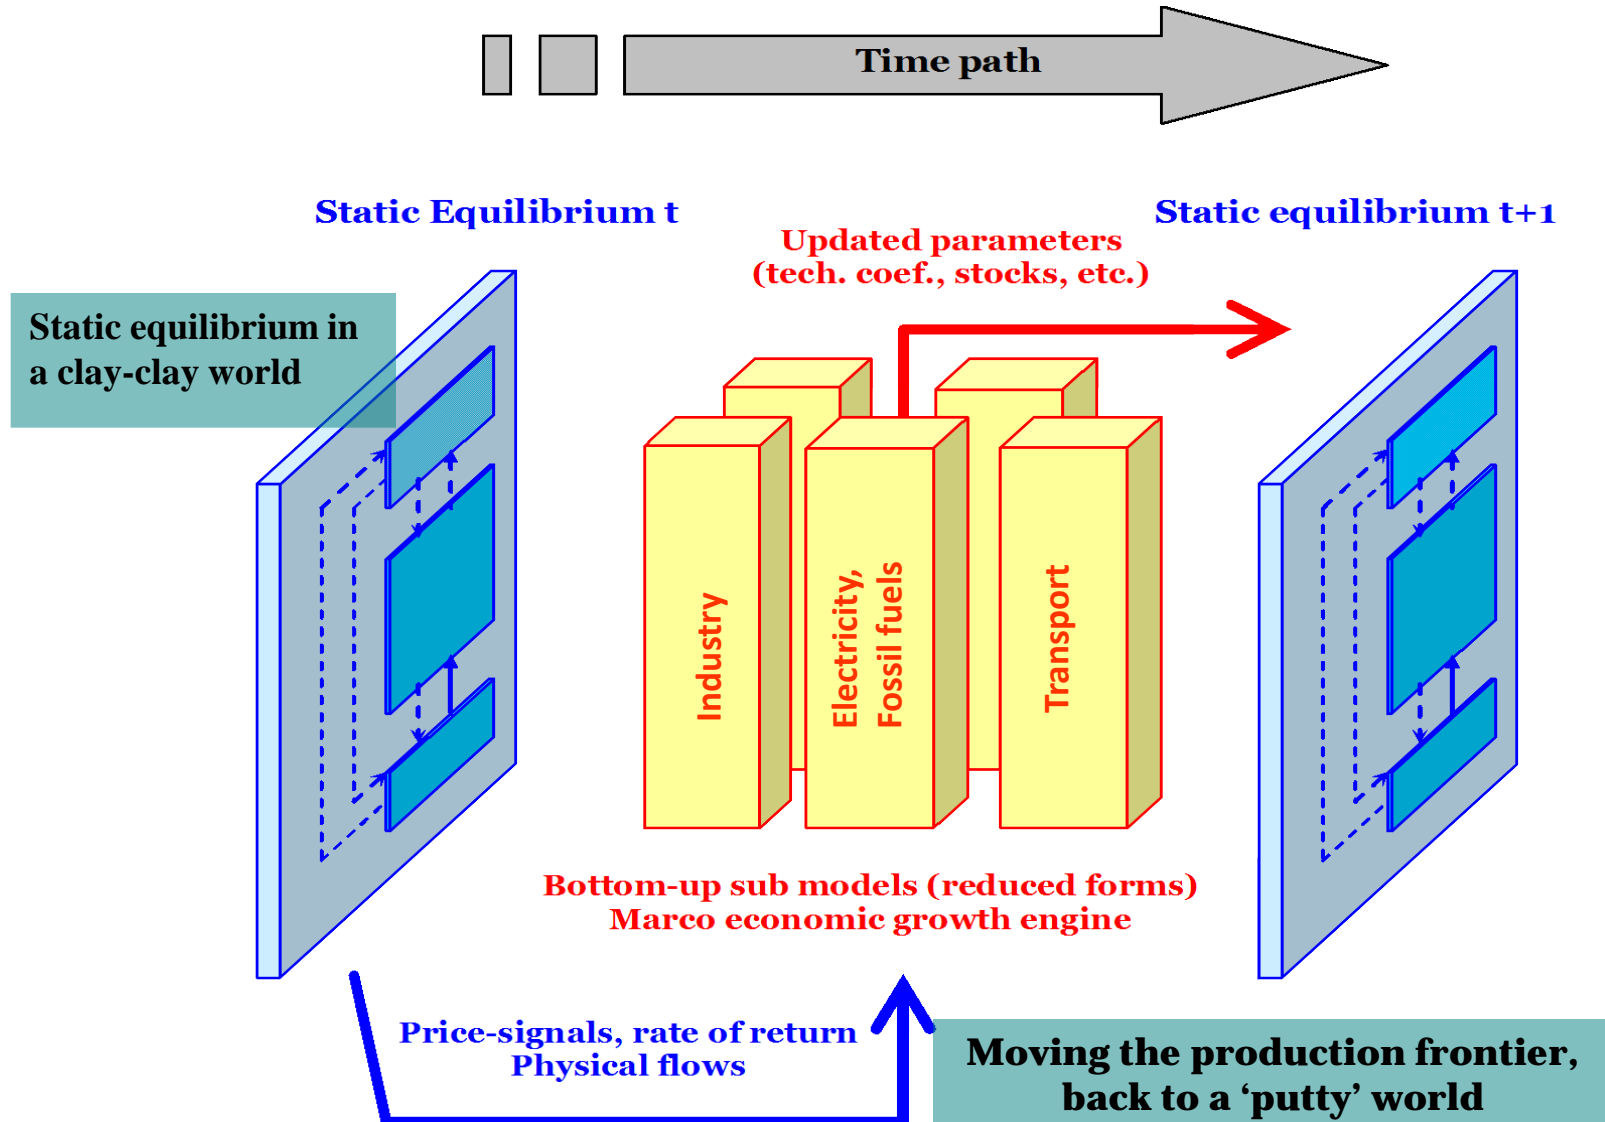 Time path
Static Equilibrium t
Static equilibrium t+1
Updated parameters
(tech. coef., stocks, etc.)
Static equilibrium in
a clay-clay world
Industry
Electricity,
Fossil fuels
Transport
Bottom-up sub models (reduced forms)
Marco economic growth engine
Price-signals, rate of return
Physical flows
Moving the production frontier,
back to a ‘putty’ world